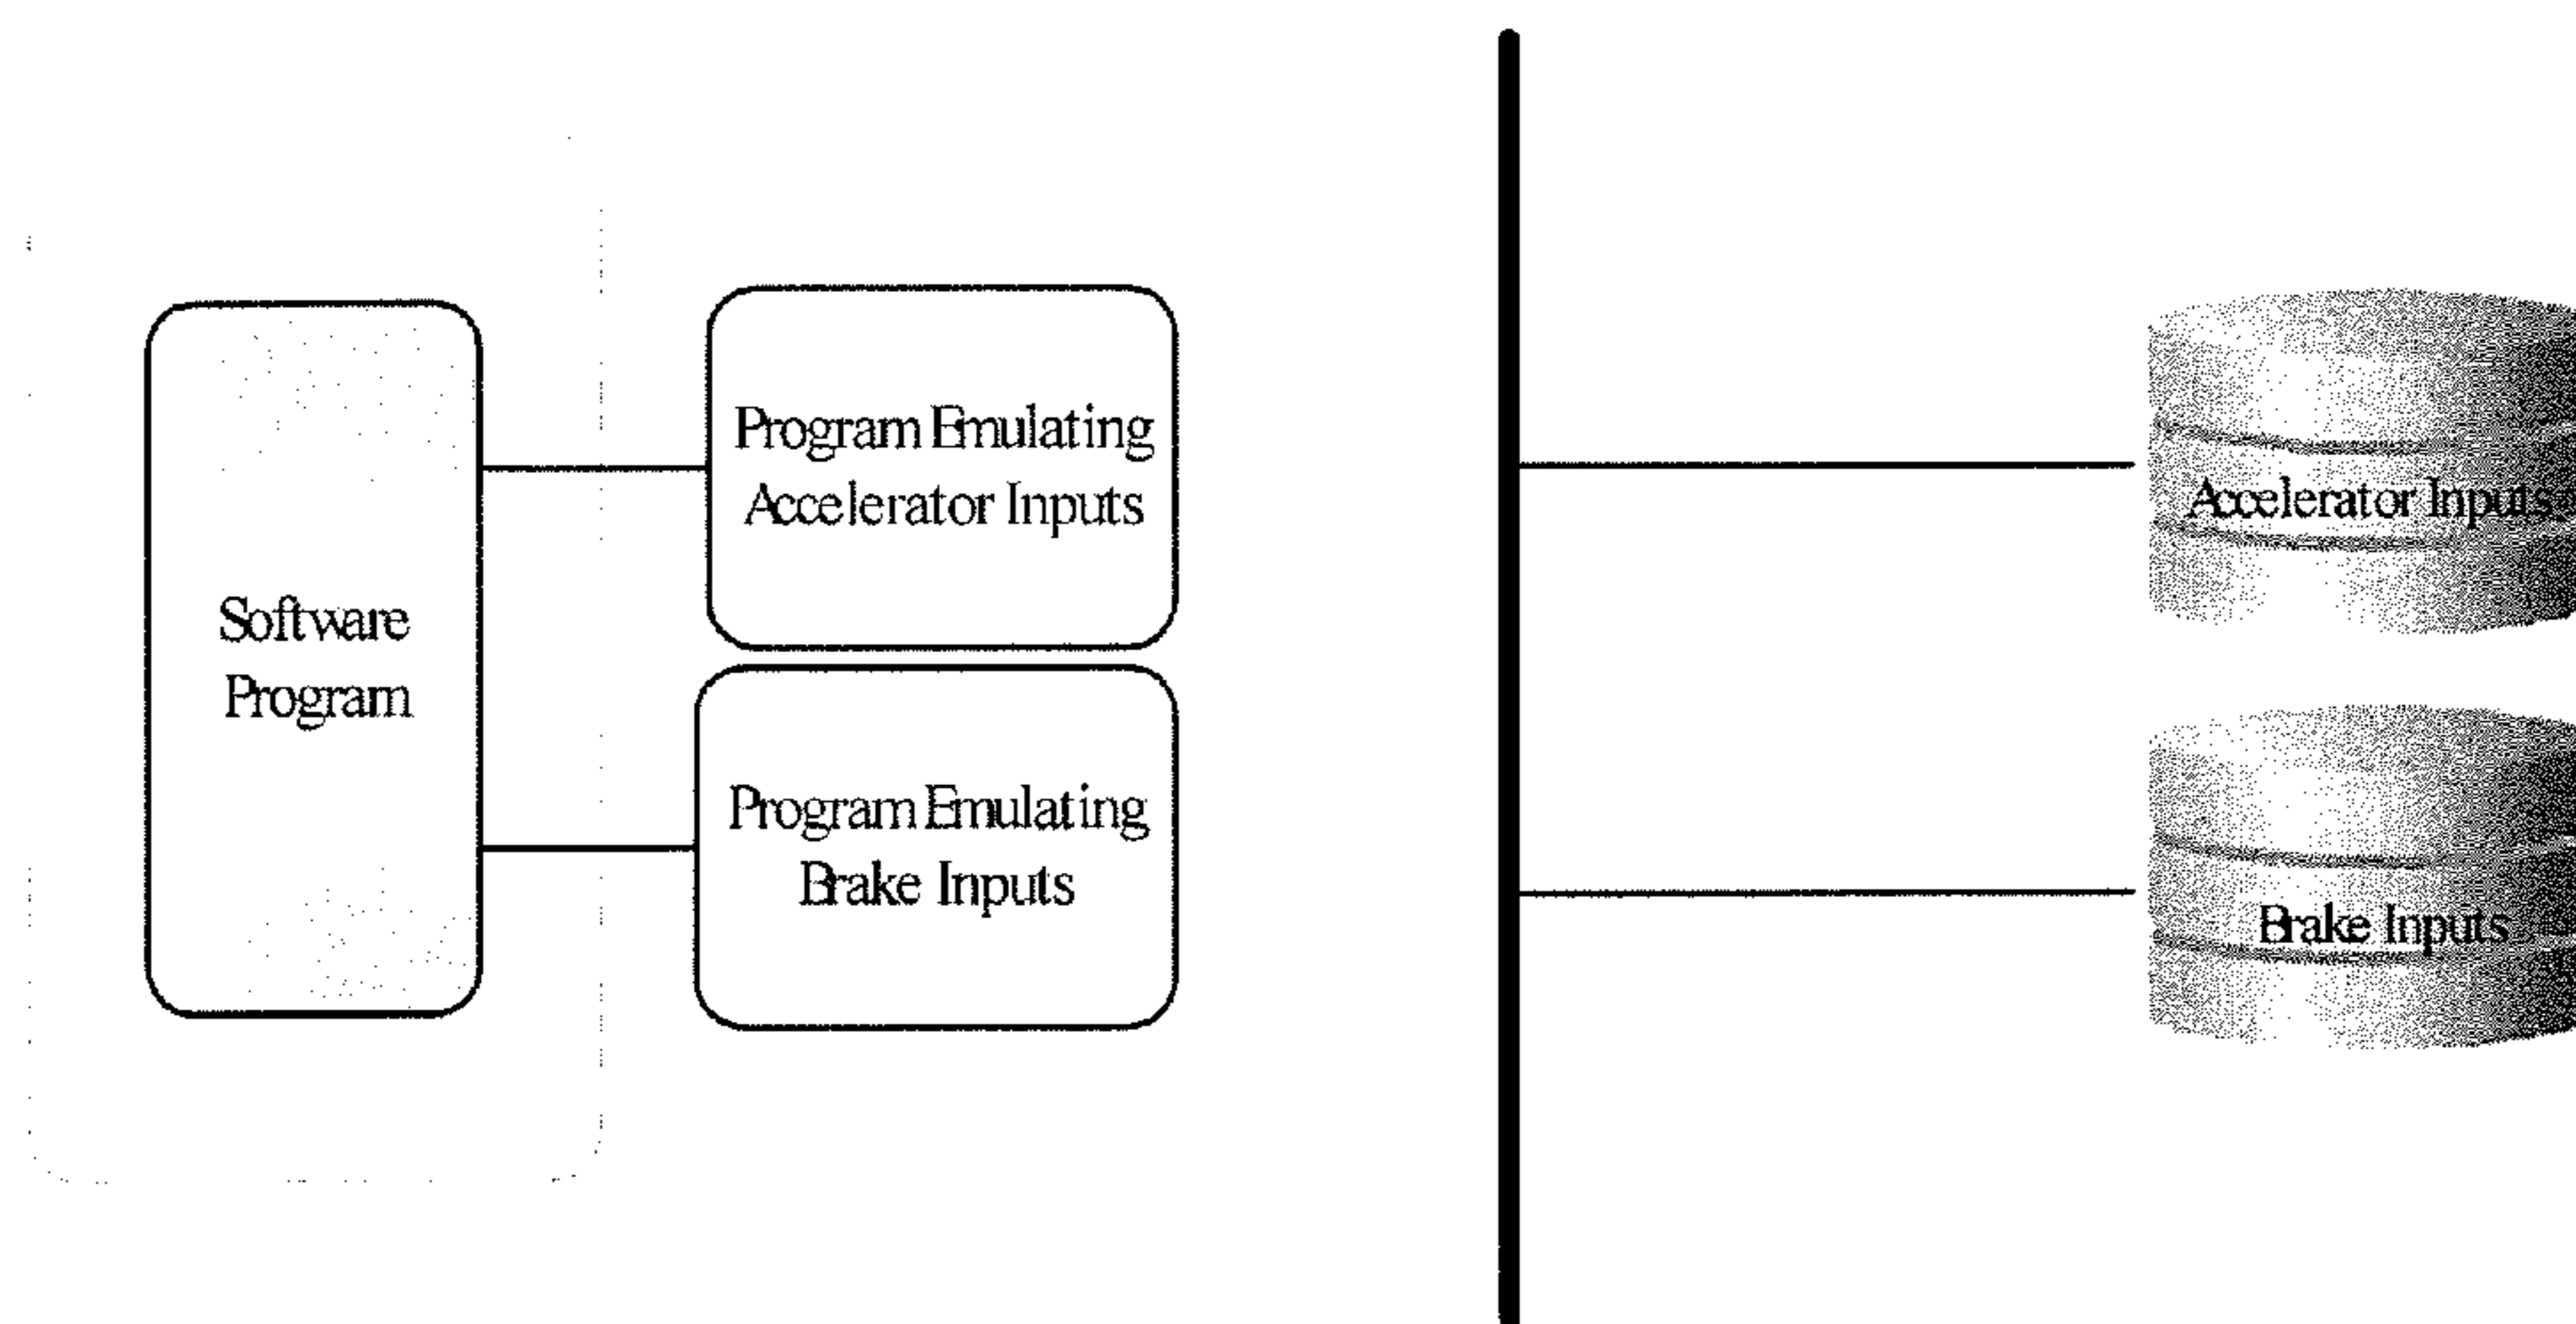 Program Emulating
Accelerator Inputs
Accelerator Inputs
Software
Program
Program Emulating
Brake Inputs
Brake Inputs